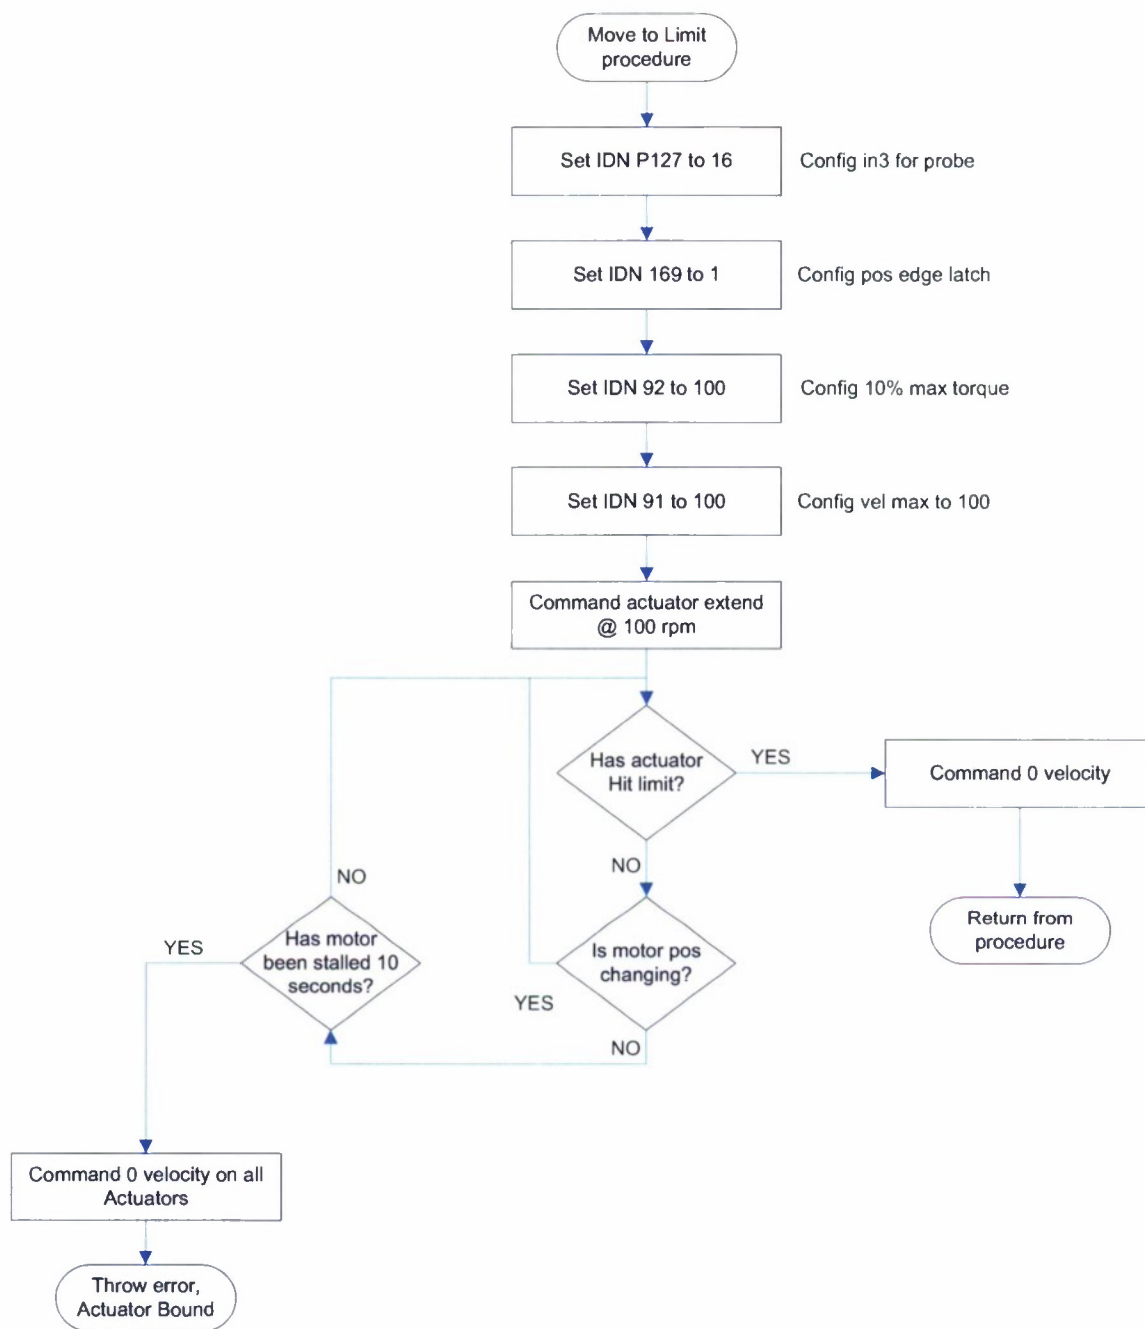 Move to Limit
procedure
Set IDN P127 to 16
Config in3 for probe
Set IDN 169 to 1
Config pos edge latch
Set IDN 92 to 100
Config 10% max torque
Set IDN 91 to 100
Config vel max to 100
Command actuator extend
@ 100 rpm
Has actuator
Hit limit?
YES
Command 0 velocity
NO
Return from
procedure
Is motor pos
changing?
YES
NO
Has motor
been stalled 10
seconds?
NO
YES
Command 0 velocity on all
Actuators
Throw error,
Actuator Bound